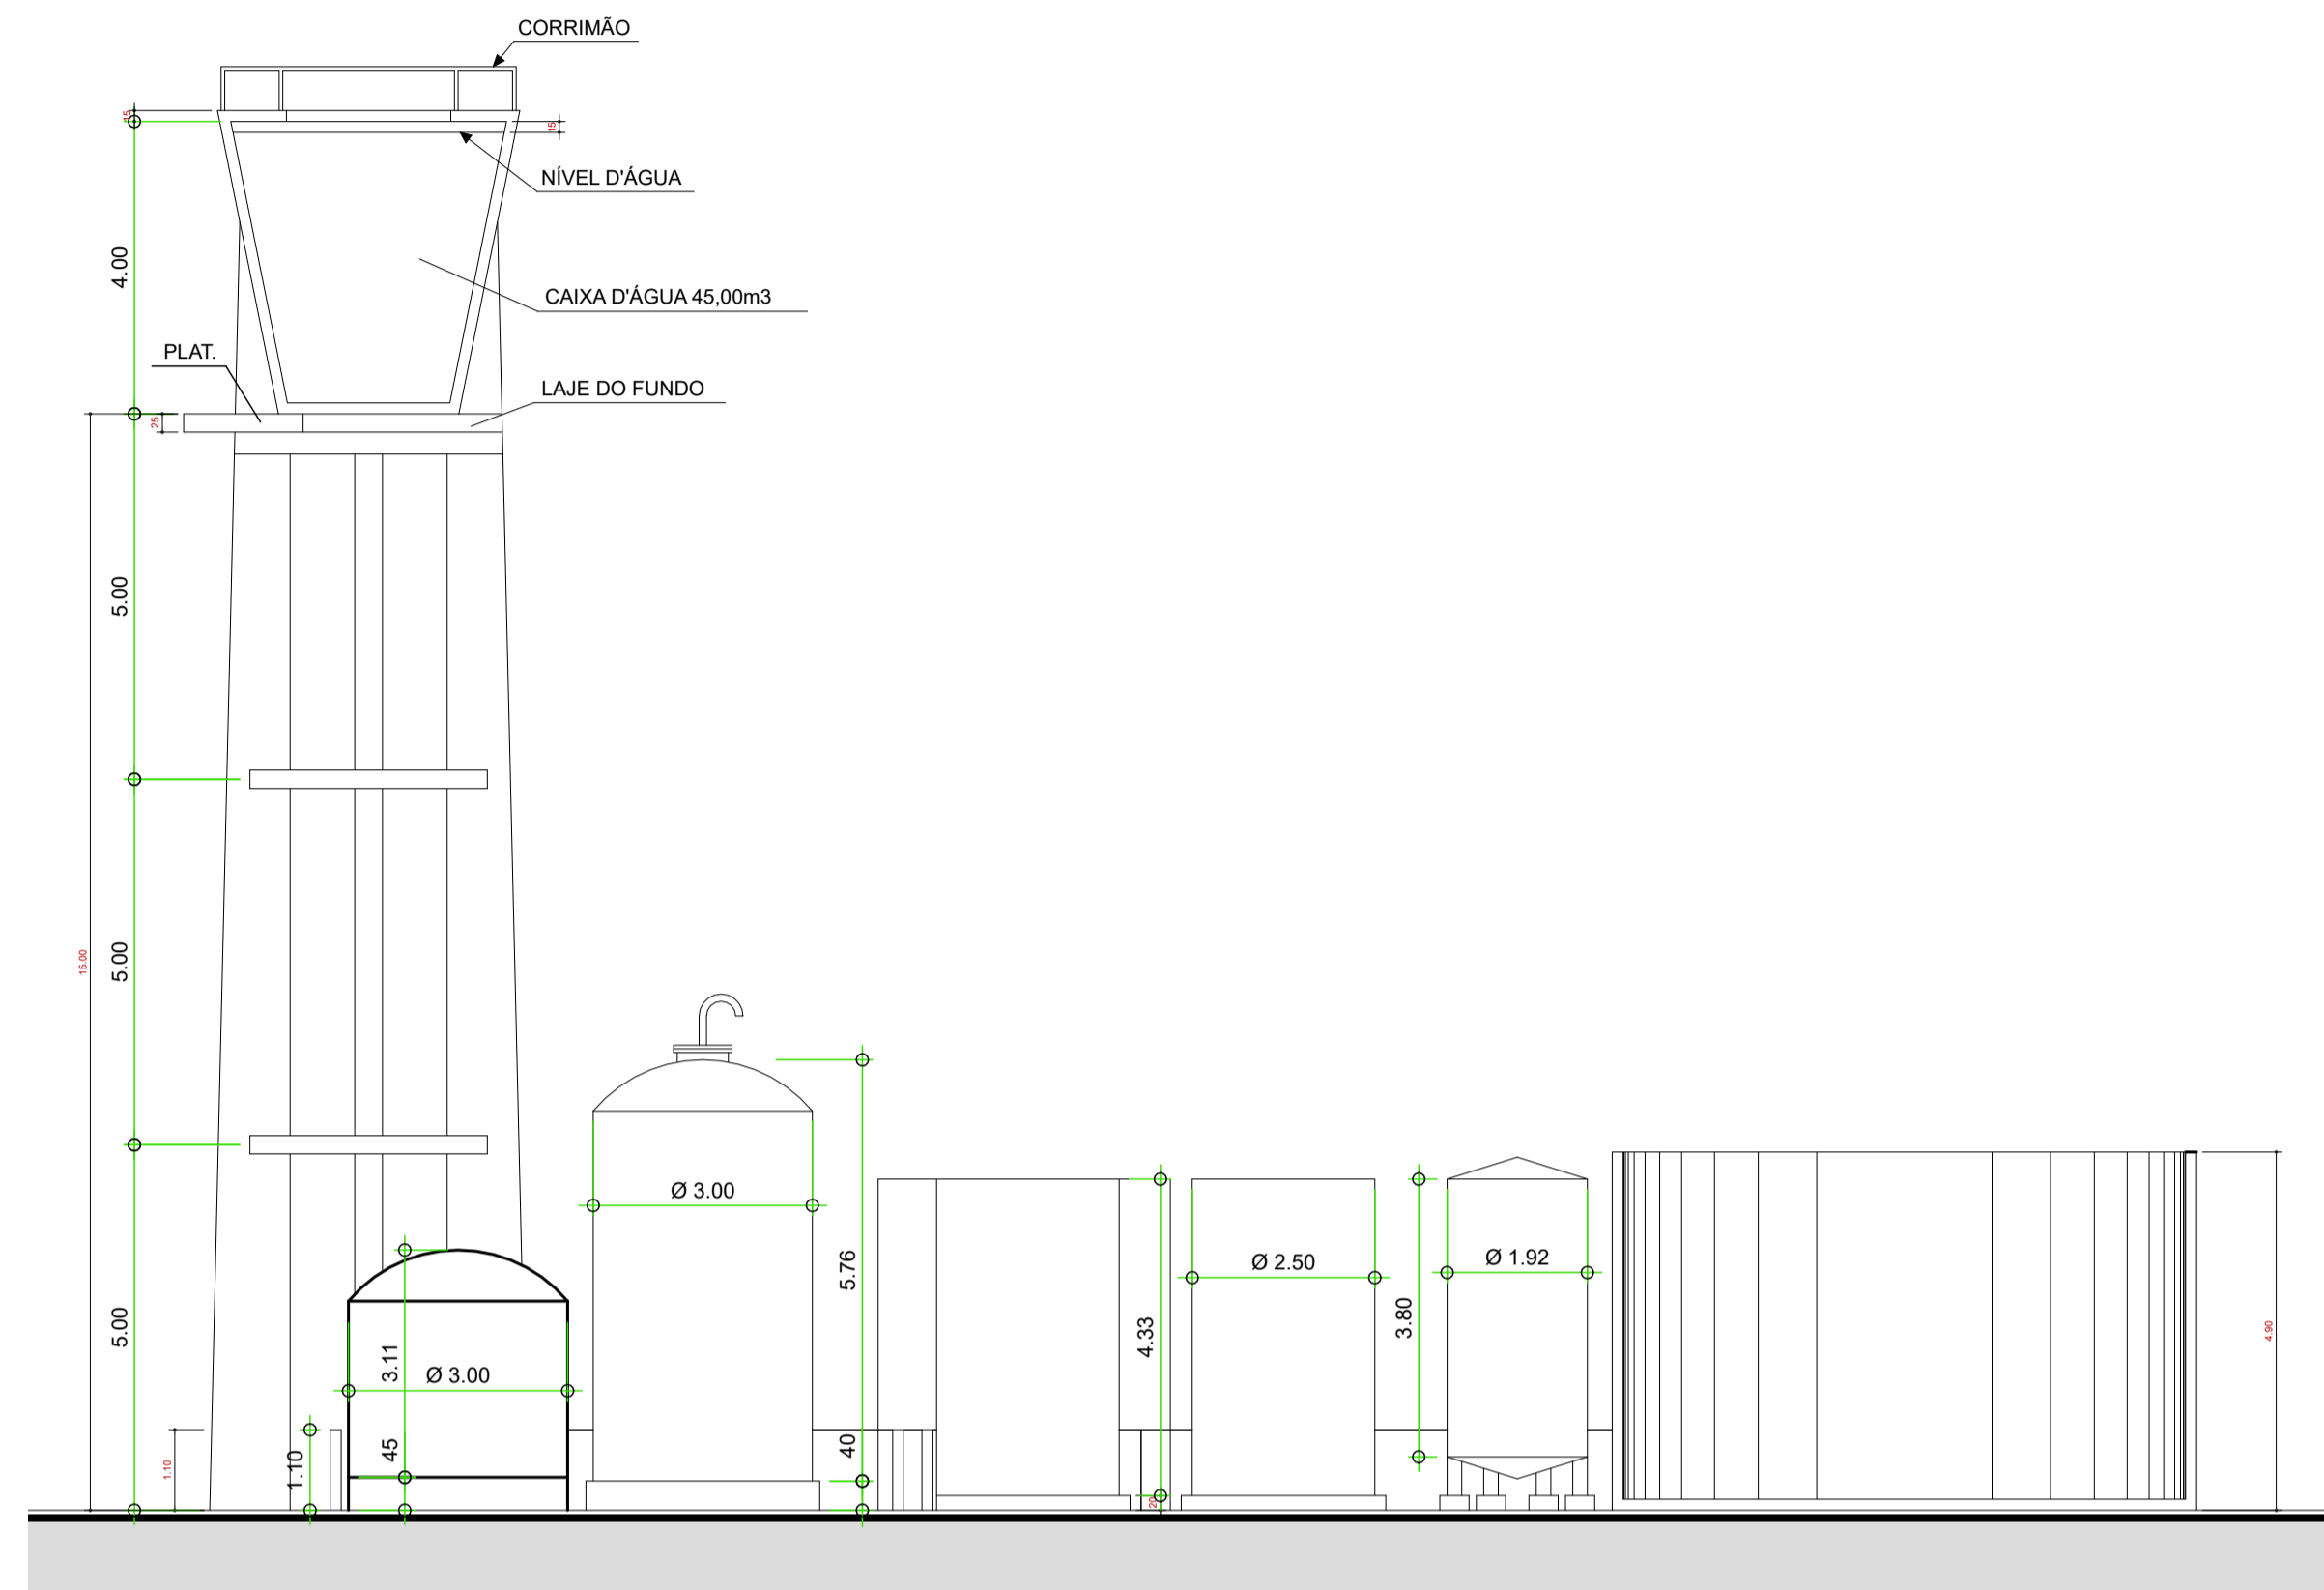 CORRIMÃO
15
15
NÍVEL D'ÁGUA
4.00
CAIXA D'ÁGUA 45,00m3
PLAT.
LAJE DO FUNDO
25
5.00
15.00
5.00
Ø 3.00
5.76
Ø 2.50
Ø 1.92
3.80
4.33
5.00
4.90
3.11
Ø 3.00
45
40
1.10
1.10
20